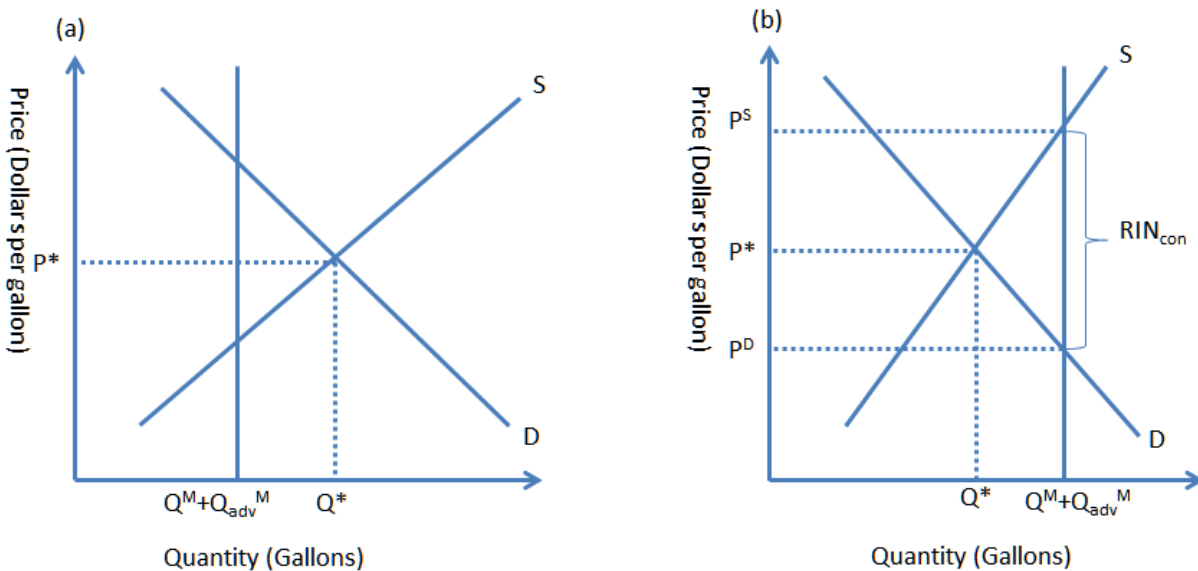 (a)
Price (Dollars per gallon)
S
P*
D
Q^M+Q_adv^M
Q*
Quantity (Gallons)
(b)
Price (Dollars per gallon)
S
P^S
P*
RIN_con
P^D
D
Q*
Q^M+Q_adv^M
Quantity (Gallons)